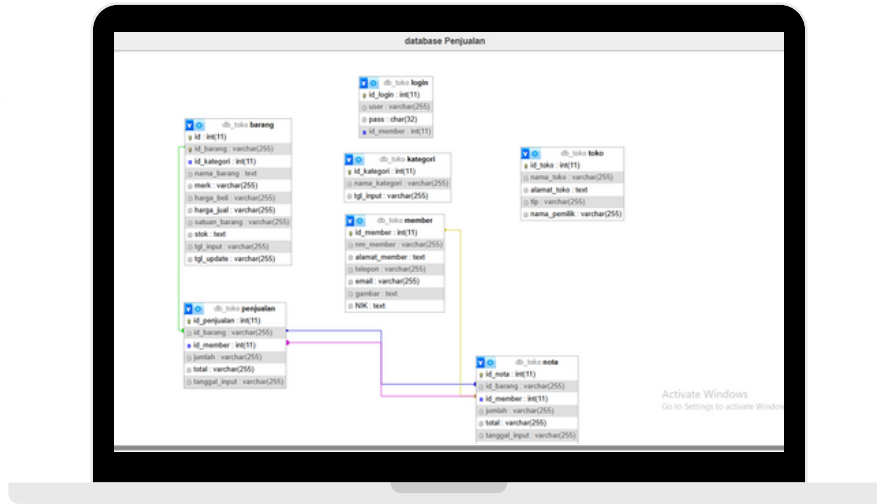 database Penjualan
db_toko login
id_login : int(11)
user : varchar(255)
pass : char(32)
id_member : int(11)
db_toko barang
id : int(11)
id_barang : varchar(255)
id_kategori : int(11)
nama_barang : text
merk : varchar(255)
harga_beli : varchar(255)
harga_jual : varchar(255)
satuan_barang : varchar(255)
stok : text
tgl_input : varchar(255)
tgl_update : varchar(255)
db_toko kategori
id_kategori : int(11)
nama_kategori : varchar(255)
tgl_input : varchar(255)
db_toko toko
id_toko : int(11)
nama_toko : varchar(255)
alamat_toko : text
tlp : varchar(255)
nama_pemilik : varchar(255)
db_toko member
id_member : int(11)
nm_member : varchar(255)
alamat_member : text
telepon : varchar(255)
email : varchar(255)
gambar : text
NIK : text
db_toko penjualan
id_penjualan : int(11)
id_barang : varchar(255)
id_member : int(11)
jumlah : varchar(255)
total : varchar(255)
tanggal_input : varchar(255)
db_toko nota
id_nota : int(11)
id_barang : varchar(255)
id_member : int(11)
jumlah : varchar(255)
total : varchar(255)
tanggal_input : varchar(255)
Activate Windows
Go to Settings to activate Window